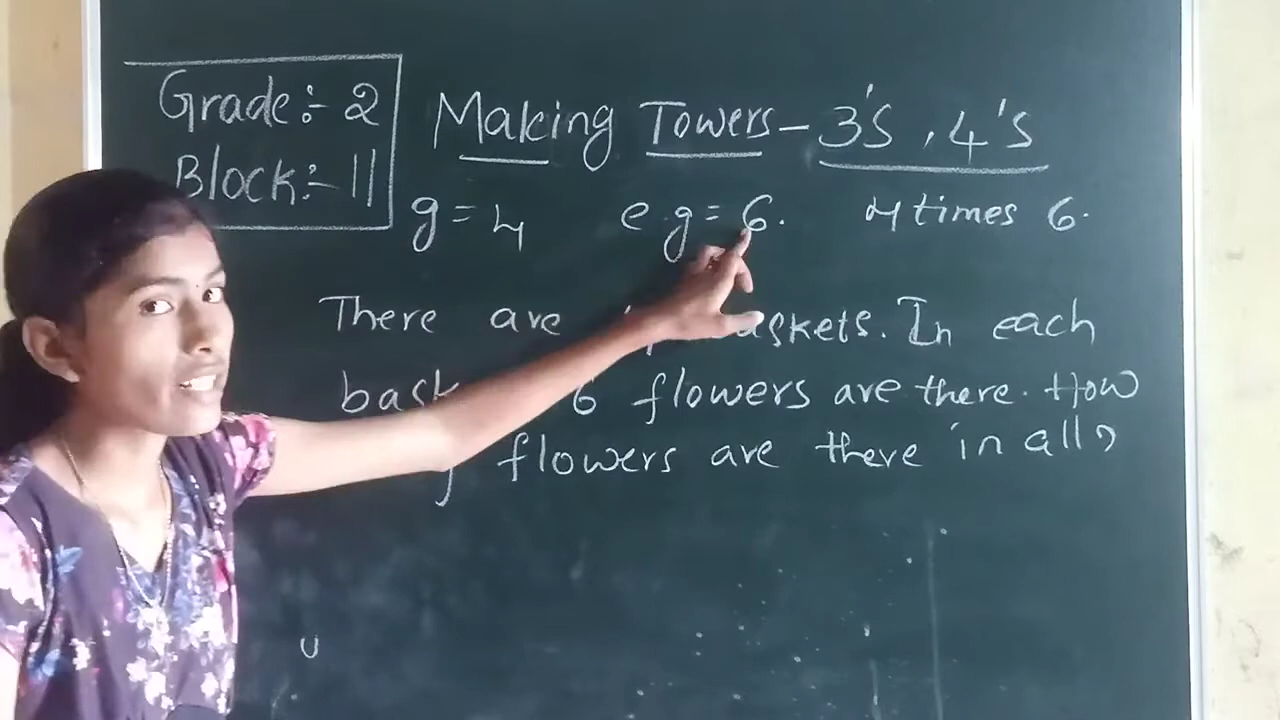 Grade:- 2
Block:- 11
Making Towers - 3's, 4's
g = 4 e.g = 6. 4 times 6.
There are baskets. In each
6 flowers are there. How
flowers are there in all,
U